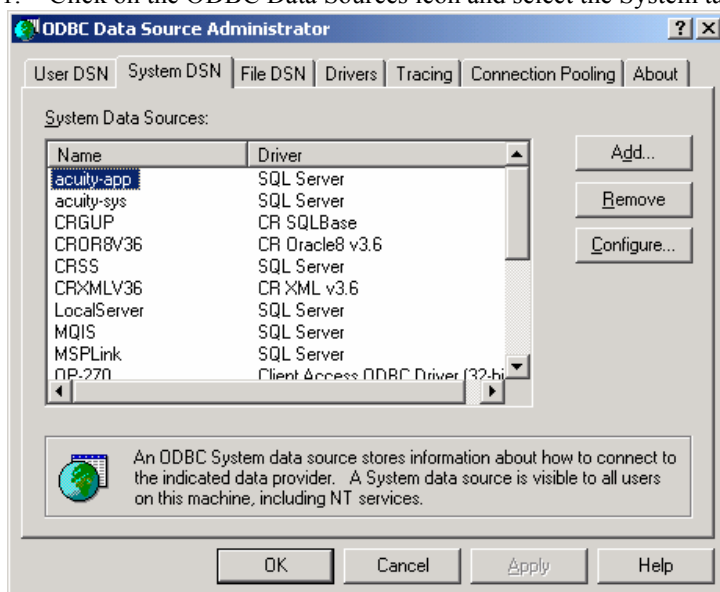 1. Click on the ODBC Data Sources icon and select the System ta
ODBC Data Source Administrator
User DSN System DSN File DSN Drivers Tracing Connection Pooling About
System Data Sources:
Name Driver
acuity-app SQL Server
acuity-sys SQL Server
CRGUP CR SQLBase
CROR8V36 CR Oracle8 v3.6
CRSS SQL Server
CRXMLV36 CR XML v3.6
LocalServer SQL Server
MQIS SQL Server
MSPLink SQL Server
OP-270 Client Access ODBC Driver (32-bi
Add...
Remove
Configure...
An ODBC System data source stores information about how to connect to
the indicated data provider. A System data source is visible to all users
on this machine, including NT services.
OK Cancel Apply Help